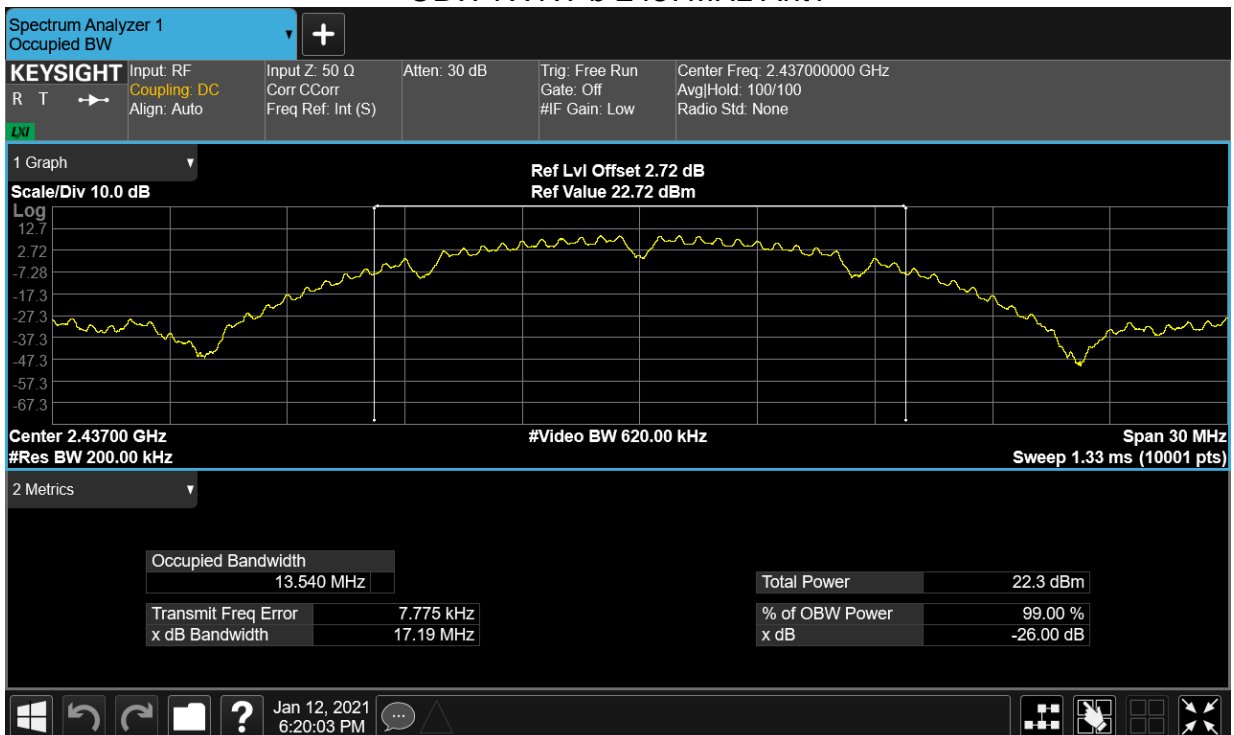 Spectrum Analyzer 1
Occupied BW
+
KEYSIGHT
R T
LXI
Input: RF
Coupling: DC
Align: Auto
Input Z: 50 Ω
Corr CCorr
Freq Ref: Int (S)
Atten: 30 dB
Trig: Free Run
Gate: Off
#IF Gain: Low
Center Freq: 2.437000000 GHz
Avg|Hold: 100/100
Radio Std: None
1 Graph
Ref Lvl Offset 2.72 dB
Scale/Div 10.0 dB
Ref Value 22.72 dBm
Log
12.7
2.72
-7.28
-17.3
-27.3
-37.3
-47.3
-57.3
-67.3
Center 2.43700 GHz
#Video BW 620.00 kHz
Span 30 MHz
#Res BW 200.00 kHz
Sweep 1.33 ms (10001 pts)
2 Metrics
Occupied Bandwidth
13.540 MHz
Total Power 22.3 dBm
Transmit Freq Error 7.775 kHz
% of OBW Power 99.00 %
x dB Bandwidth 17.19 MHz
x dB -26.00 dB
?
Jan 12, 2021
6:20:03 PM